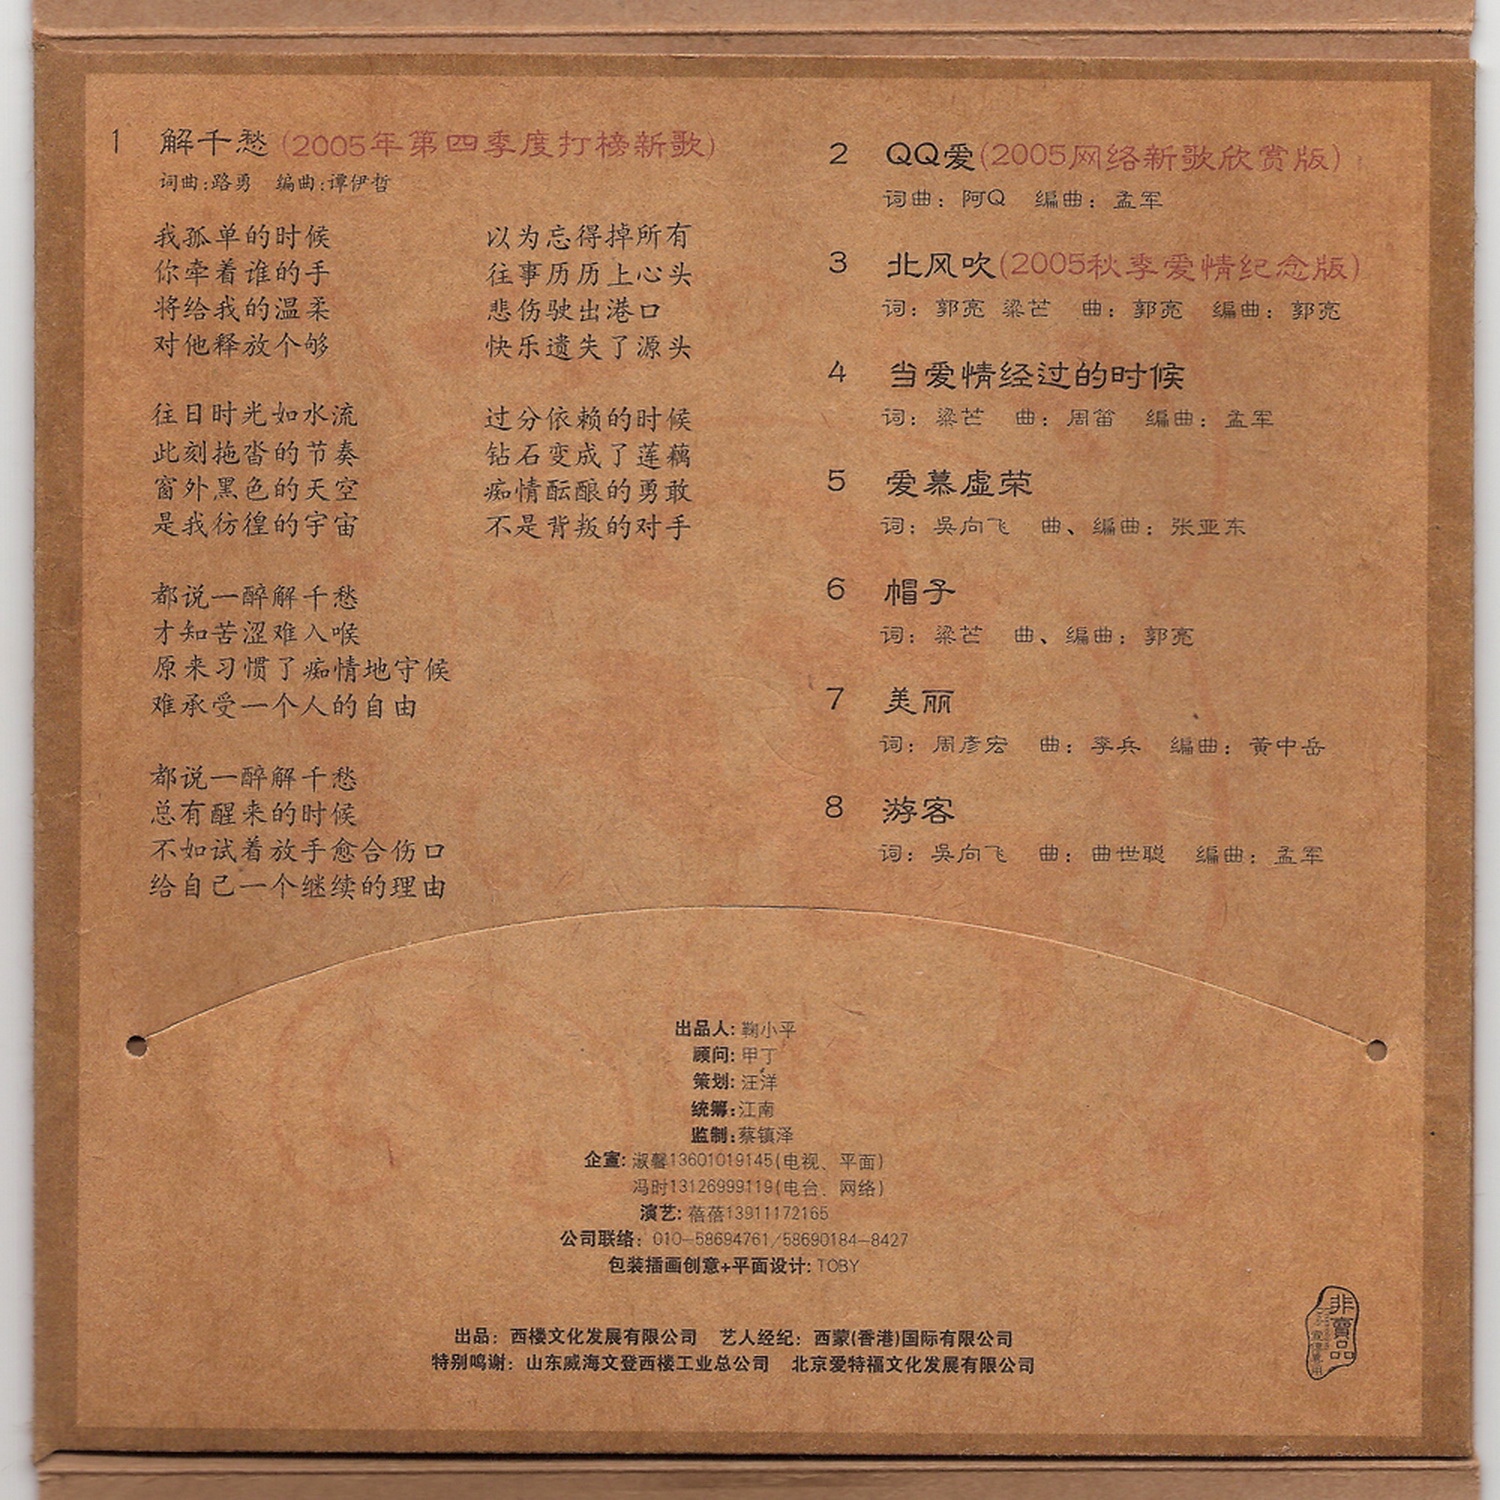 1 解千愁(2005年第四季度打榜新歌)
词曲:路勇 编曲:谭伊哲
我孤单的时候
你牵着谁的手
将给我的温柔
对他释放个够
往日时光如水流
此刻拖沓的节奏
窗外黑色的天空
是我彷徨的宇宙
都说一醉解千愁
才知苦涩难入喉
原来习惯了痴情地守候
难承受一个人的自由
都说一醉解千愁
总有醒来的时候
不如试着放手愈合伤口
给自己一个继续的理由
以为忘得掉所有
往事历历上心头
悲伤驶出港口
快乐遗失了源头
过分依赖的时候
钻石变成了莲藕
痴情酝酿的勇敢
不是背叛的对手
2 QQ爱(2005网络新歌欣赏版)
词曲：阿Q 编曲：孟军
3 北风吹(2005秋季爱情纪念版)
词：郭亮 梁芒 曲：郭亮 编曲：郭亮
4 当爱情经过的时候
词：梁芒 曲：周笛 编曲：孟军
5 爱慕虚荣
词：吴向飞 曲、编曲：张亚东
6 帽子
词：梁芒 曲、编曲：郭亮
7 美丽
词：周彦宏 曲：李兵 编曲：黄中岳
8 游客
词：吴向飞 曲：曲世聪 编曲：孟军
出品人:鞠小平
顾问:甲丁
策划:汪洋
统筹:江南
监制:蔡镇泽
企宣:淑馨13601019145(电视、平面)
冯时13126999119(电台、网络)
演艺:蓓蓓13911172165
公司联络：010-58694761/58690184-8427
包装插画创意+平面设计:TOBY
出品：西楼文化发展有限公司 艺人经纪：西蒙(香港)国际有限公司
特别鸣谢：山东威海文登西楼工业总公司 北京爱特福文化发展有限公司
非賣品